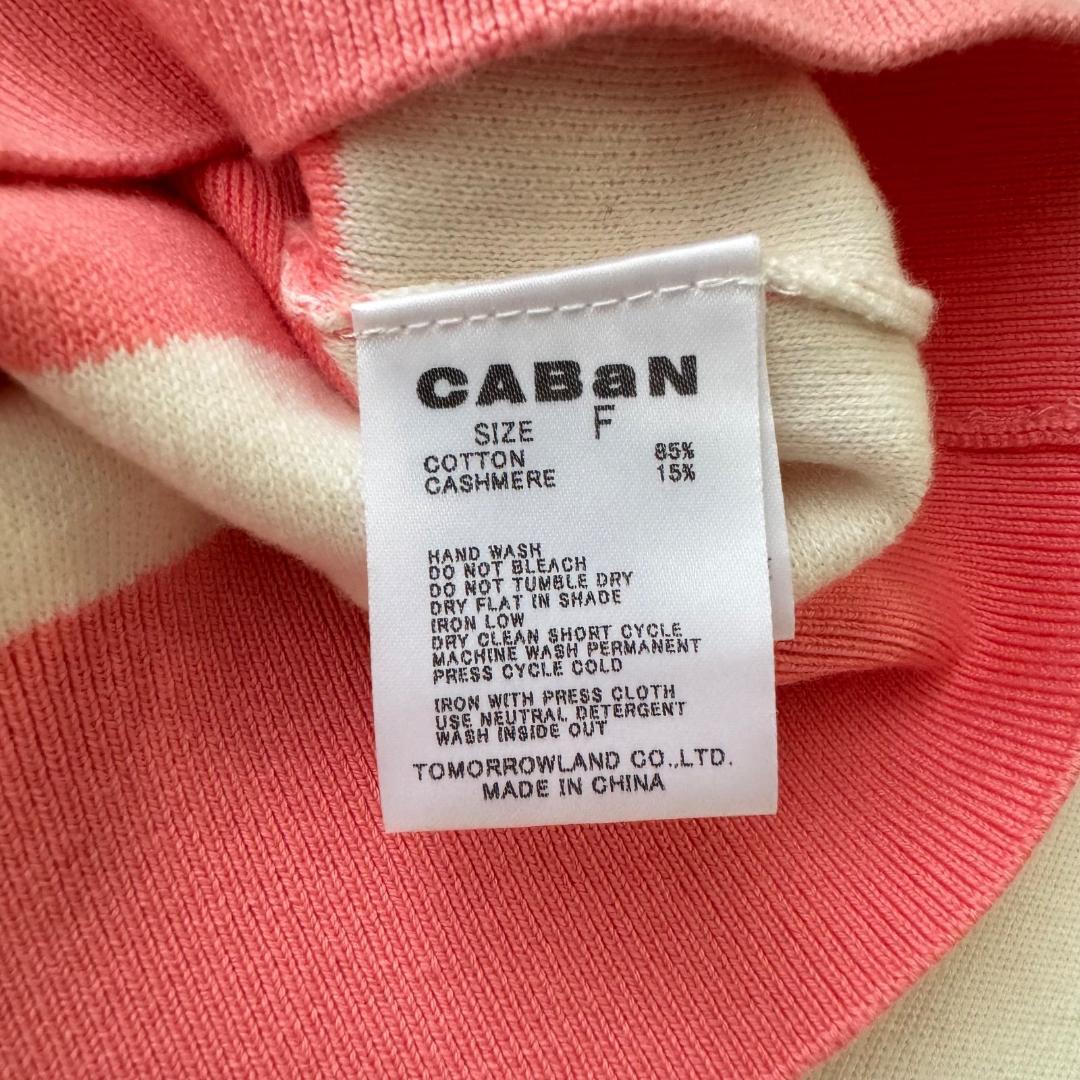 CABaN
SIZE F
COTTON 85%
CASHMERE 15%
HAND WASH
DO NOT BLEACH
DO NOT TUMBLE DRY
DRY FLAT IN SHADE
IRON LOW
DRY CLEAN SHORT CYCLE
MACHINE WASH PERMANENT
PRESS CYCLE COLD
IRON WITH PRESS CLOTH
USE NEUTRAL DETERGENT
WASH INSIDE OUT
TOMORROWLAND CO.,LTD.
MADE IN CHINA